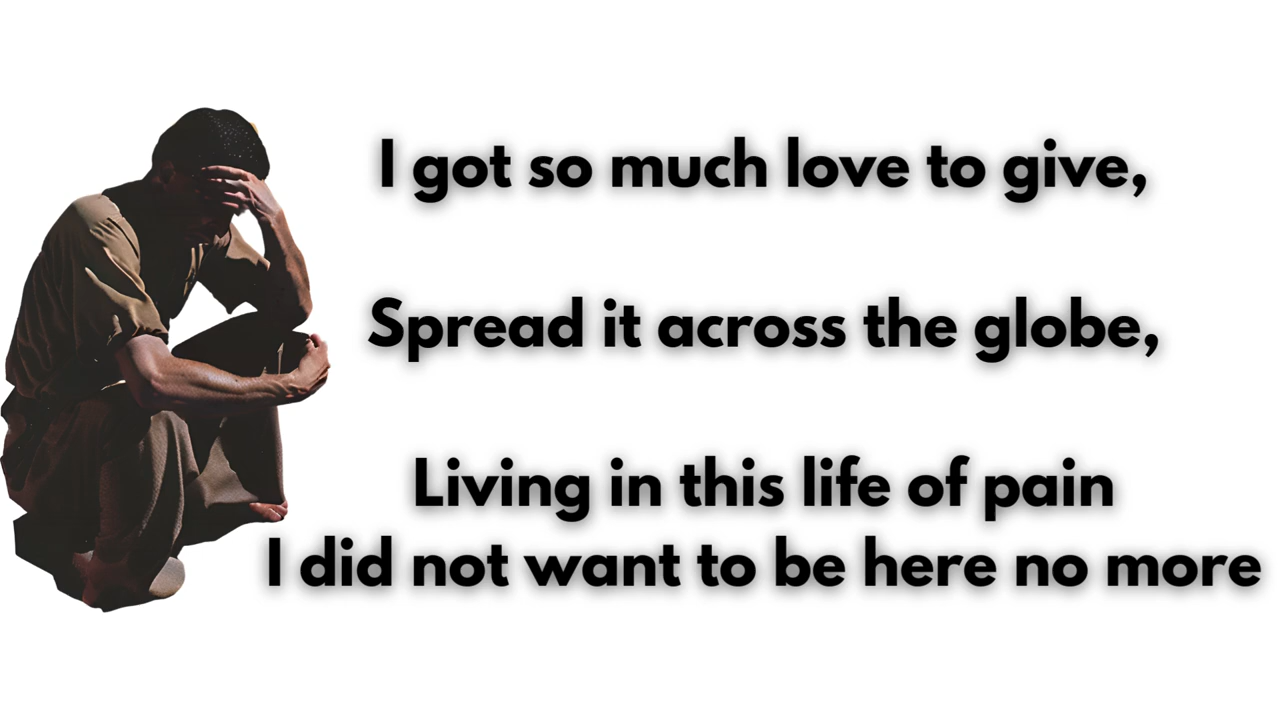 I got so much love to give,
Spread it across the globe,
Living in this life of pain
I did not want to be here no more